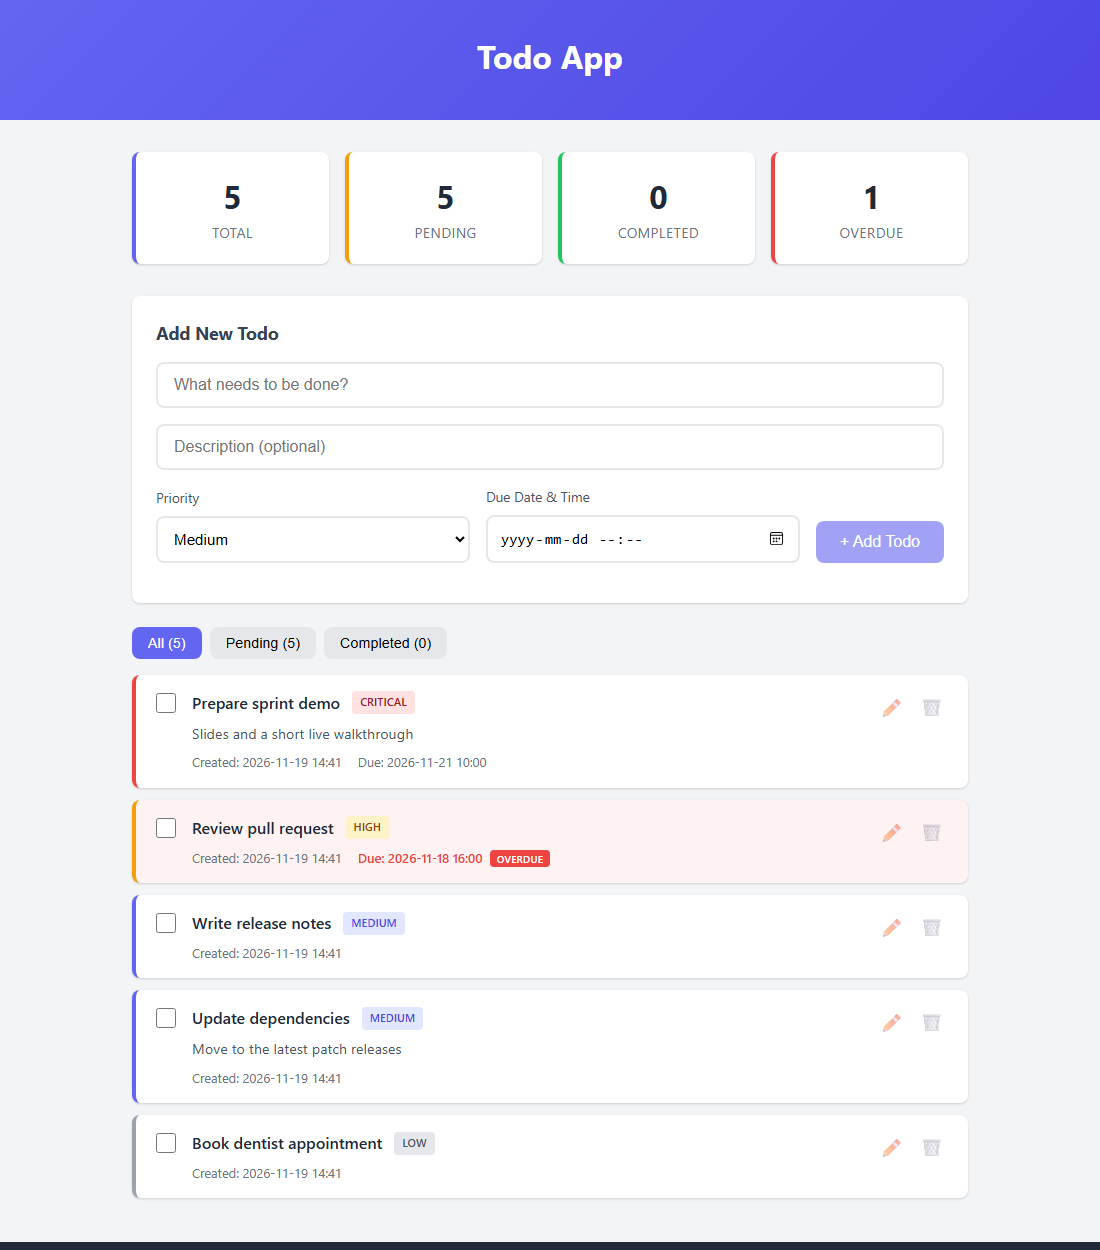 Todo App
5
TOTAL
5
PENDING
0
COMPLETED
1
OVERDUE
Add New Todo
What needs to be done?
Description (optional)
Priority
Due Date & Time
Medium
yyyy-mm-dd --:--
+ Add Todo
All (5)
Pending (5)
Completed (0)
Prepare sprint demo CRITICAL
Slides and a short live walkthrough
Created: 2026-11-19 14:41 Due: 2026-11-21 10:00
Review pull request HIGH
Created: 2026-11-19 14:41 Due: 2026-11-18 16:00 OVERDUE
Write release notes MEDIUM
Created: 2026-11-19 14:41
Update dependencies MEDIUM
Move to the latest patch releases
Created: 2026-11-19 14:41
Book dentist appointment LOW
Created: 2026-11-19 14:41